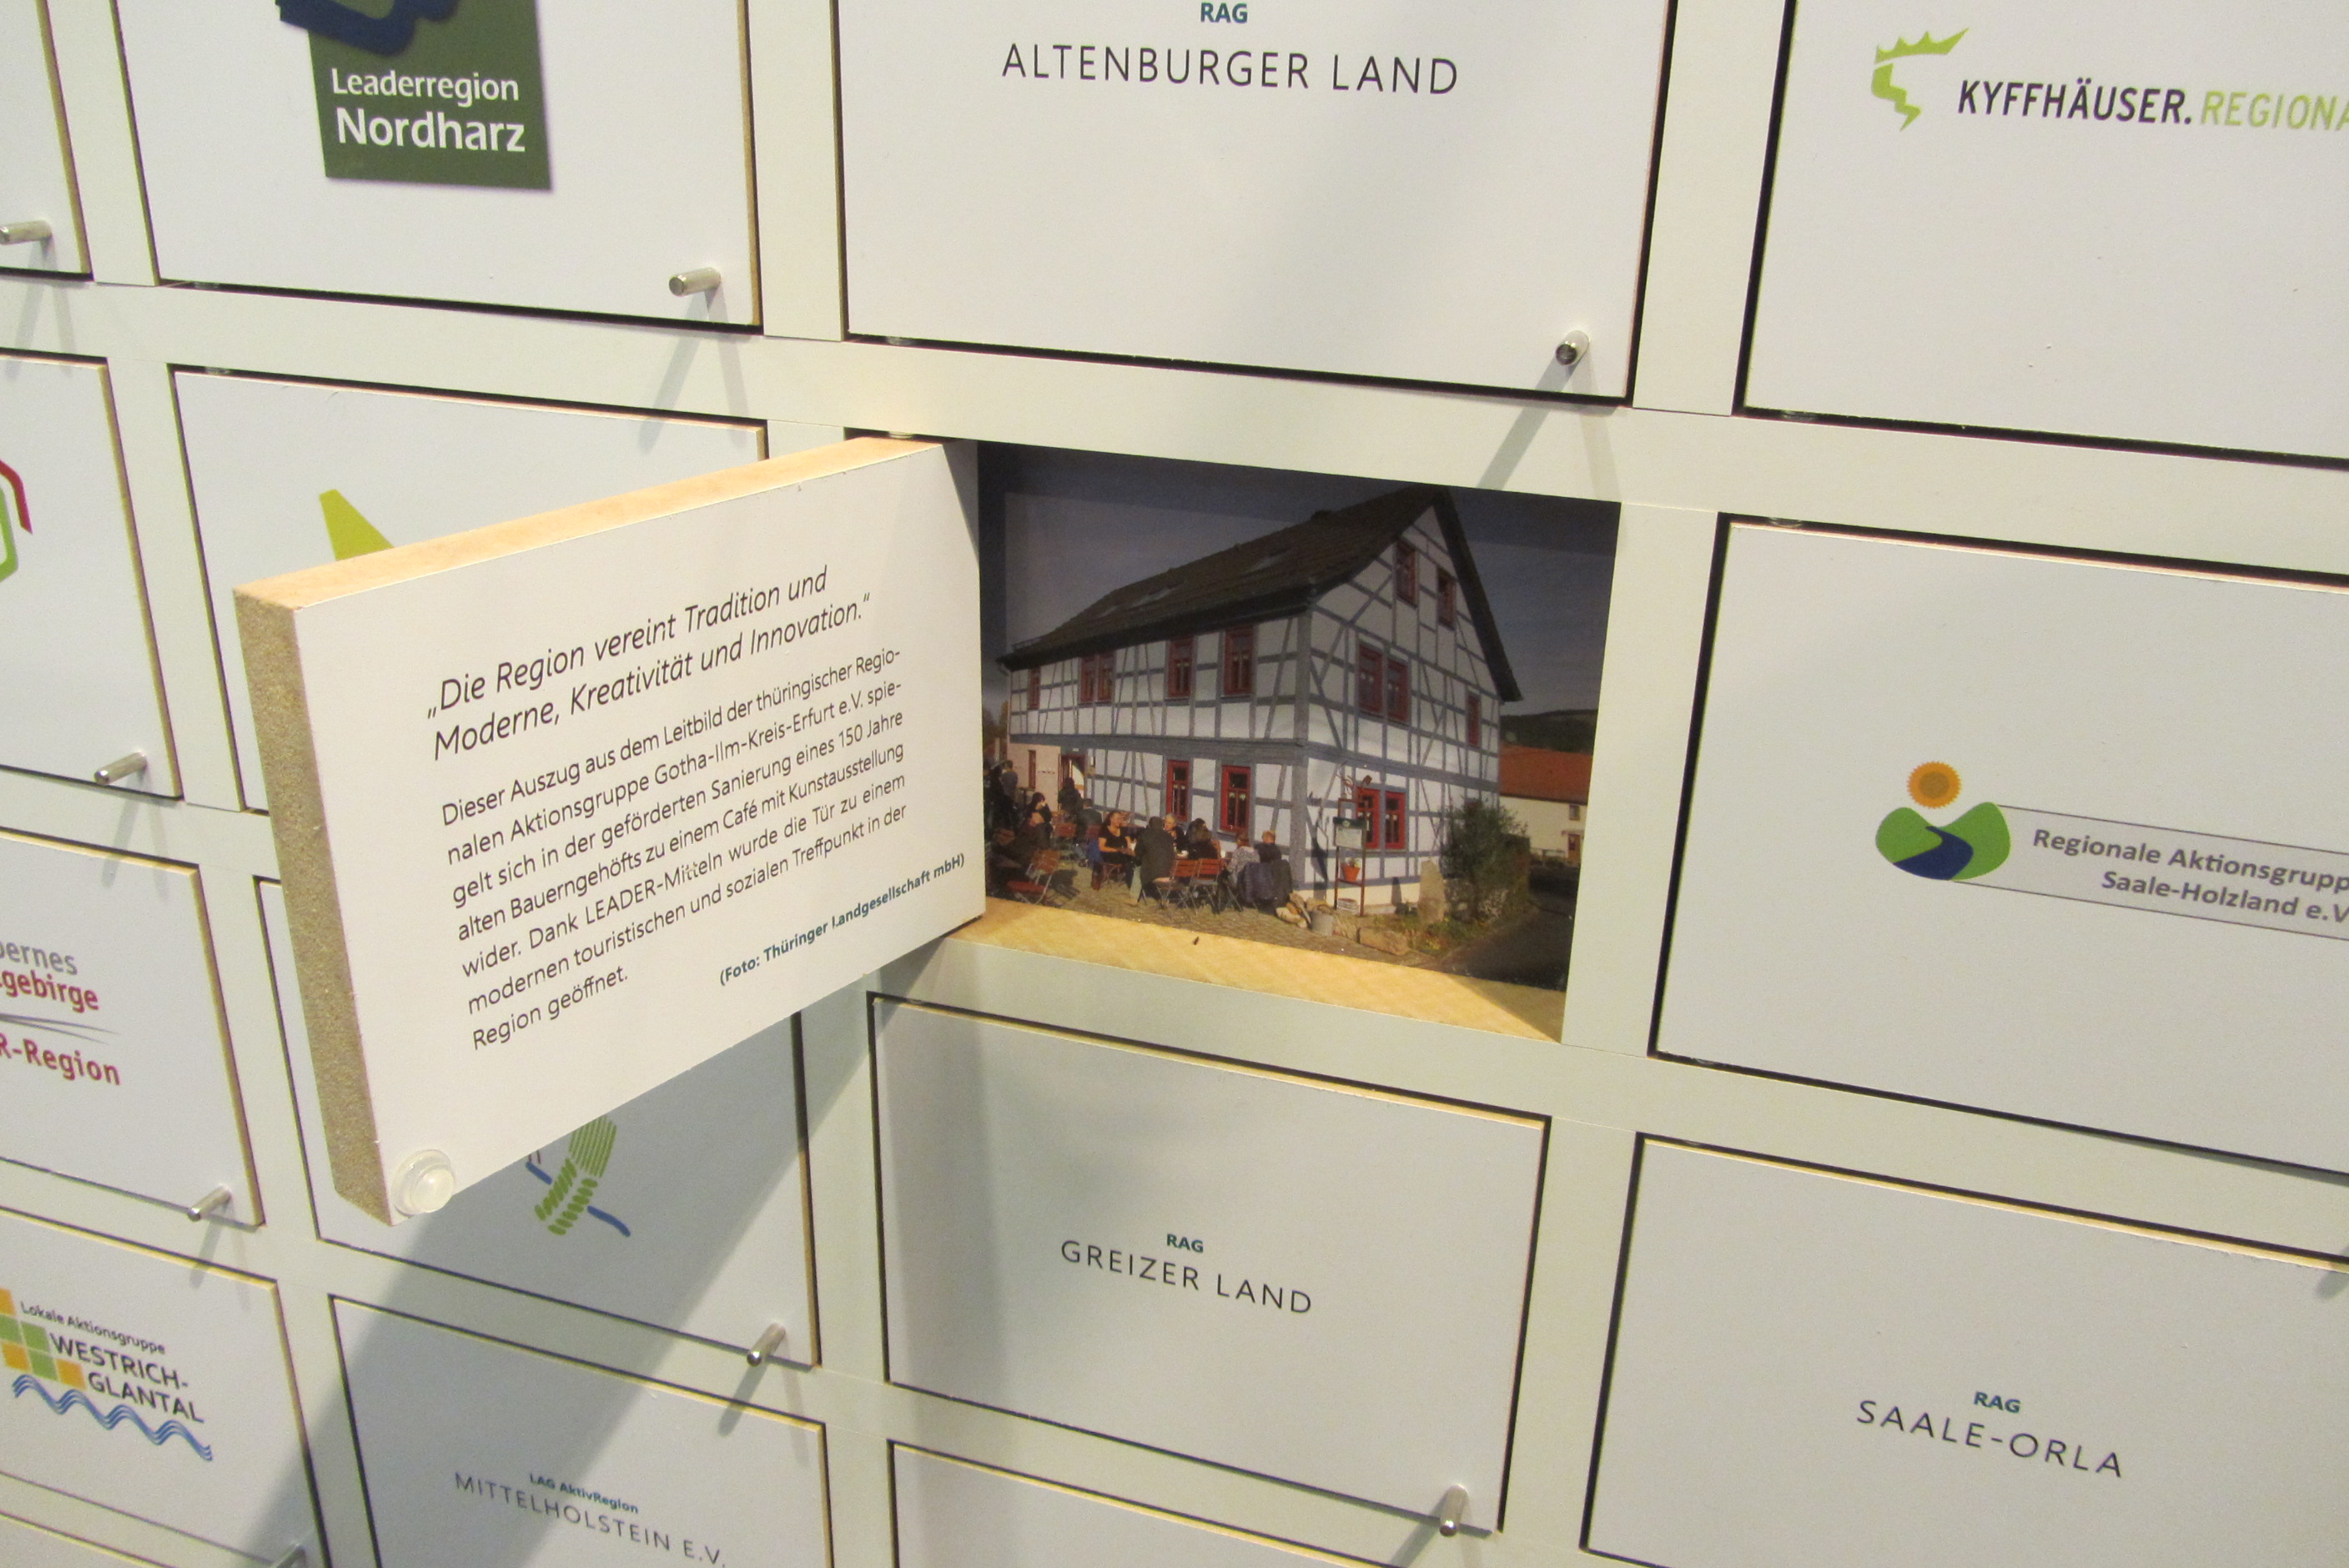 Leaderregion
Nordharz
RAG
ALTENBURGER LAND
KYFFHÄUSER.REGIONA
„Die Region vereint Tradition und
Moderne, Kreativität und Innovation.“
Dieser Auszug aus dem Leitbild der thüringischer Regio-
nalen Aktionsgruppe Gotha-Ilm-Kreis-Erfurt e.V. spie-
gelt sich in der geförderten Sanierung eines 150 Jahre
alten Bauerngehöfts zu einem Café mit Kunstausstellung
wider. Dank LEADER-Mitteln wurde die Tür zu einem
modernen touristischen und sozialen Treffpunkt in der
Region geöffnet.
(Foto: Thüringer Landgesellschaft mbH)
Regionale Aktionsgrupp
Saale-Holzland e.V
ernes
gebirge
R-Region
RAG
GREIZER LAND
RAG
SAALE-ORLA
Lokale Aktionsgruppe
WESTRICH-
GLANTAL
LAG AktivRegion
MITTELHOLSTEIN E.V.